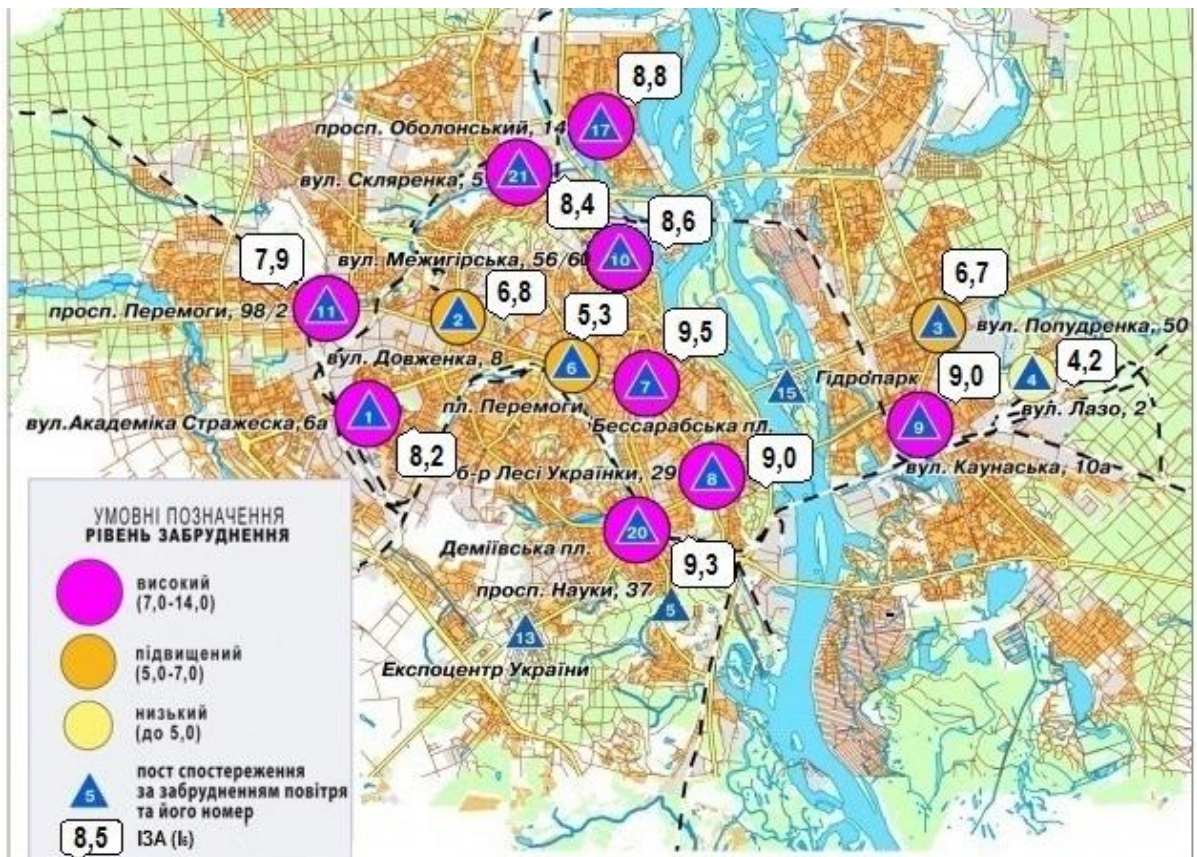 8,8
17
просп. Оболонський, 14
21
вул. Скляренка, 5
8,4
8,6
вул. Межигірська, 56/6
10
7,9
6,8
6,7
просп. Перемоги, 98/2
11
2
5,3
3
вул. Попудренка, 50
9,5
вул. Довженка, 8
6
7
15
Гідропарк
9,0
4
4,2
пл. Перемоги
вул. Лазо, 2
вул.Академіка Стражеска,6а
1
Бессарабська пл.
9
8,2
б-р Лесі Українки, 29
8
9,0
вул. Каунаська, 10а
20
Деміївська пл.
9,3
просп. Науки, 37
5
13
Експоцентр України
УМОВНІ ПОЗНАЧЕННЯ
РІВЕНЬ ЗАБРУДНЕННЯ
високий
(7,0-14,0)
підвищений
(5,0-7,0)
низький
(до 5,0)
5
пост спостереження
за забрудненням повітря
та його номер
8,5
ІЗА (I₅)